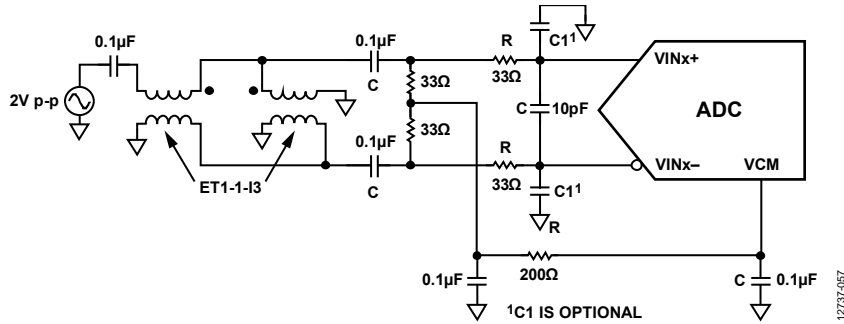 0.1µF
2V p-p
ET1-1-I3
0.1µF
C
0.1µF
C
33Ω
33Ω
R
33Ω
R
33Ω
C1¹
C
10pF
C1¹
R
VINx+
ADC
VINx–
VCM
0.1µF
200Ω
C
0.1µF
¹C1 IS OPTIONAL
12737-057